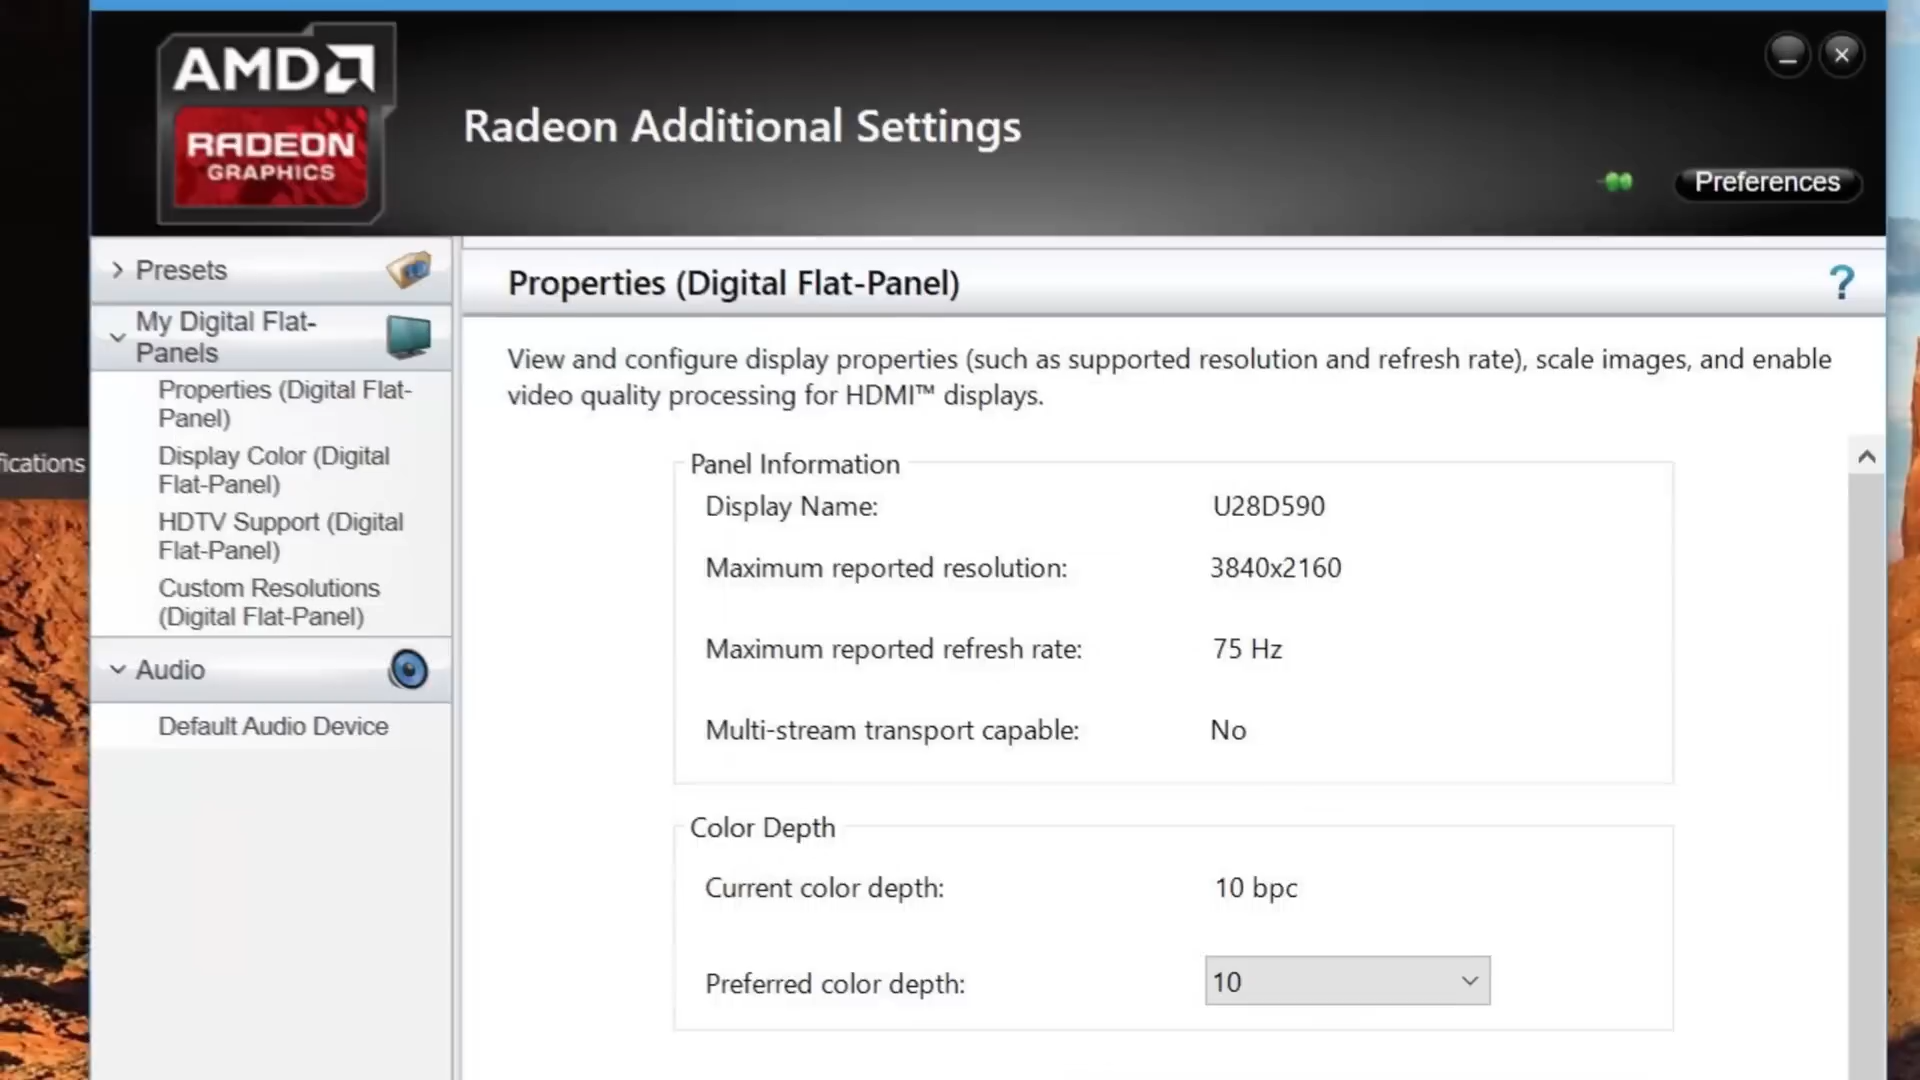 AMD
RADEON
GRAPHICS
Radeon Additional Settings
Preferences
Presets
My Digital Flat-
Panels
Properties (Digital Flat-
Panel)
Display Color (Digital
Flat-Panel)
HDTV Support (Digital
Flat-Panel)
Custom Resolutions
(Digital Flat-Panel)
Audio
Default Audio Device
fications
Properties (Digital Flat-Panel)
?
View and configure display properties (such as supported resolution and refresh rate), scale images, and enable
video quality processing for HDMI™ displays.
Panel Information
Display Name: U28D590
Maximum reported resolution: 3840x2160
Maximum reported refresh rate: 75 Hz
Multi-stream transport capable: No
Color Depth
Current color depth: 10 bpc
Preferred color depth: 10